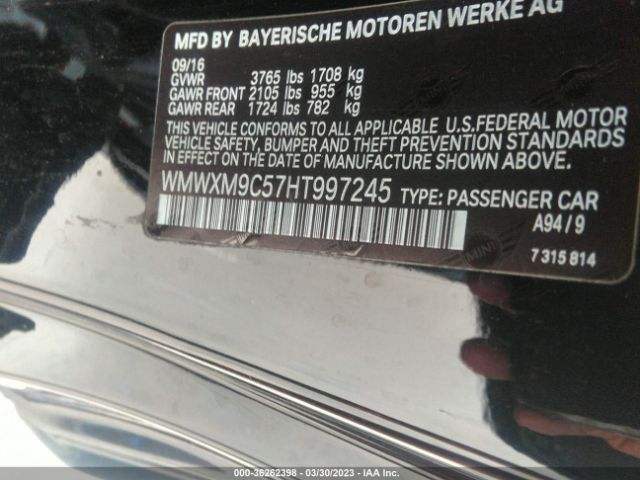 MFD BY BAYERISCHE MOTOREN WERKE AG
09/16
GVWR 3765 lbs 1708 kg
GAWR FRONT 2105 lbs 955 kg
GAWR REAR 1724 lbs 782 kg
THIS VEHICLE CONFORMS TO ALL APPLICABLE U.S.FEDERAL MOTOR
VEHICLE SAFETY, BUMPER AND THEFT PREVENTION STANDARDS
IN EFFECT ON THE DATE OF MANUFACTURE SHOWN ABOVE.
WMWXM9C57HT997245 TYPE: PASSENGER CAR
A94/9
MINI
7 315 814
000-36262398 - 03/30/2023 - IAA Inc.